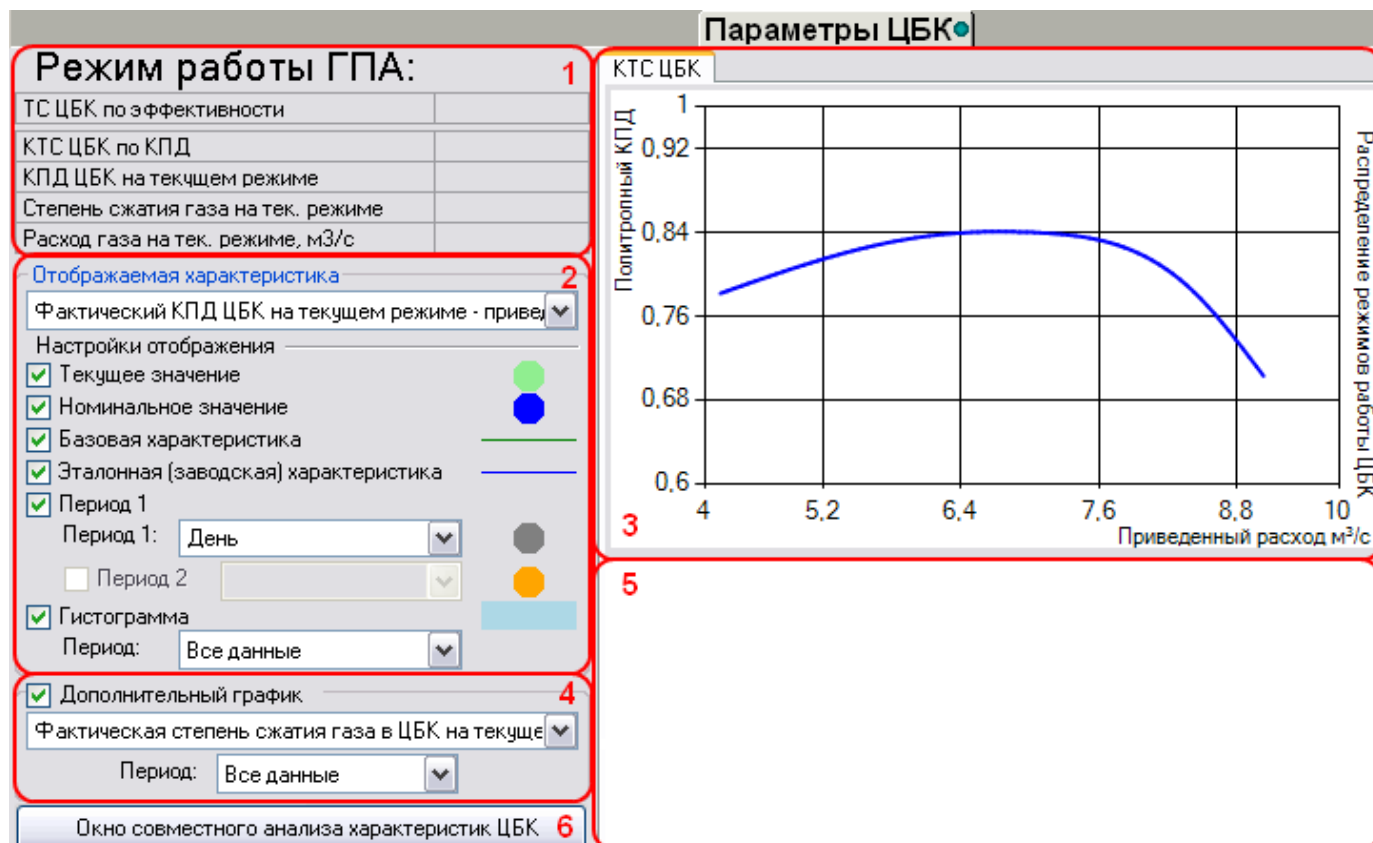 Параметры ЦБК
Режим работы ГПА:
1
ТС ЦБК по эффективности
КТС ЦБК по КПД
КПД ЦБК на текущем режиме
Степень сжатия газа на тек. режиме
Расход газа на тек. режиме, м3/с
Отображаемая характеристика
2
Фактический КПД ЦБК на текущем режиме - приве
Настройки отображения
Текущее значение
Номинальное значение
Базовая характеристика
Эталонная (заводская) характеристика
Период 1
Период 1: День
Период 2
Гистограмма
Период: Все данные
Дополнительный график
4
Фактическая степень сжатия газа в ЦБК на текуще
Период: Все данные
Окно совместного анализа характеристик ЦБК
6
КТС ЦБК
Политропный КПД
1
0,92
0,84
0,76
0,68
0,6
4 5,2 6,4 7,6 8,8 10
Приведенный расход м³/с
Распределение режимов работы ЦБК
3
5